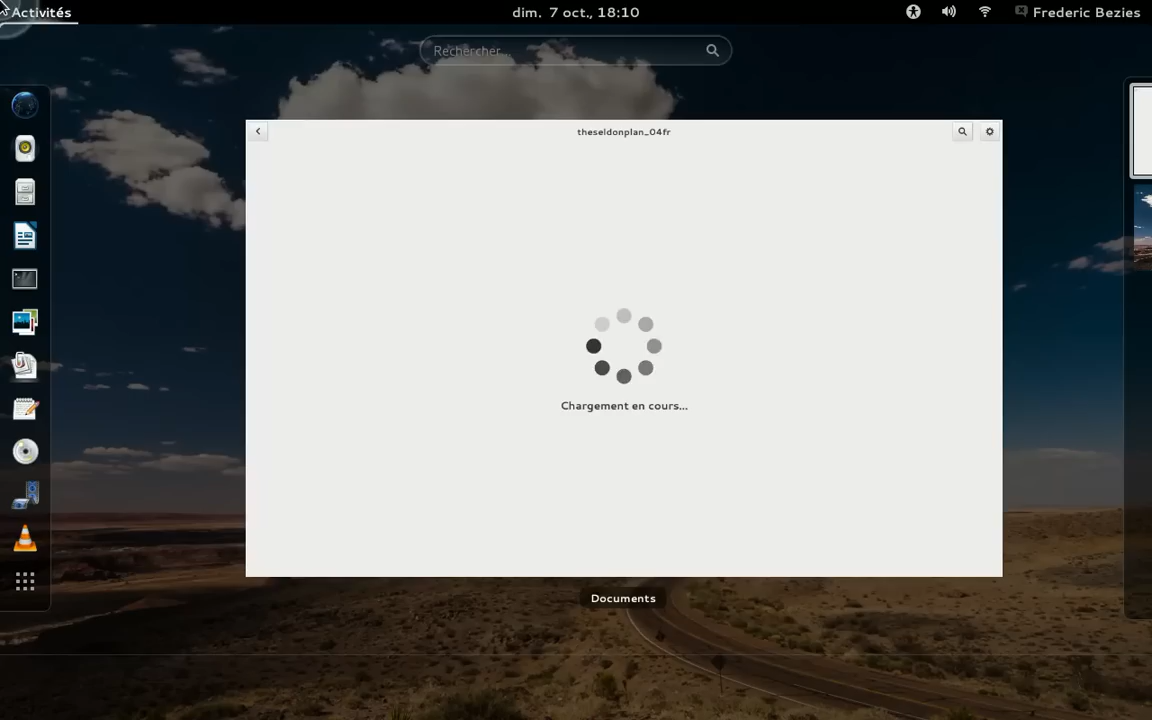 Activités
dim. 7 oct., 18:10
Frederic Bezies
Rechercher...
theseldonplan_04fr
Chargement en cours...
Documents